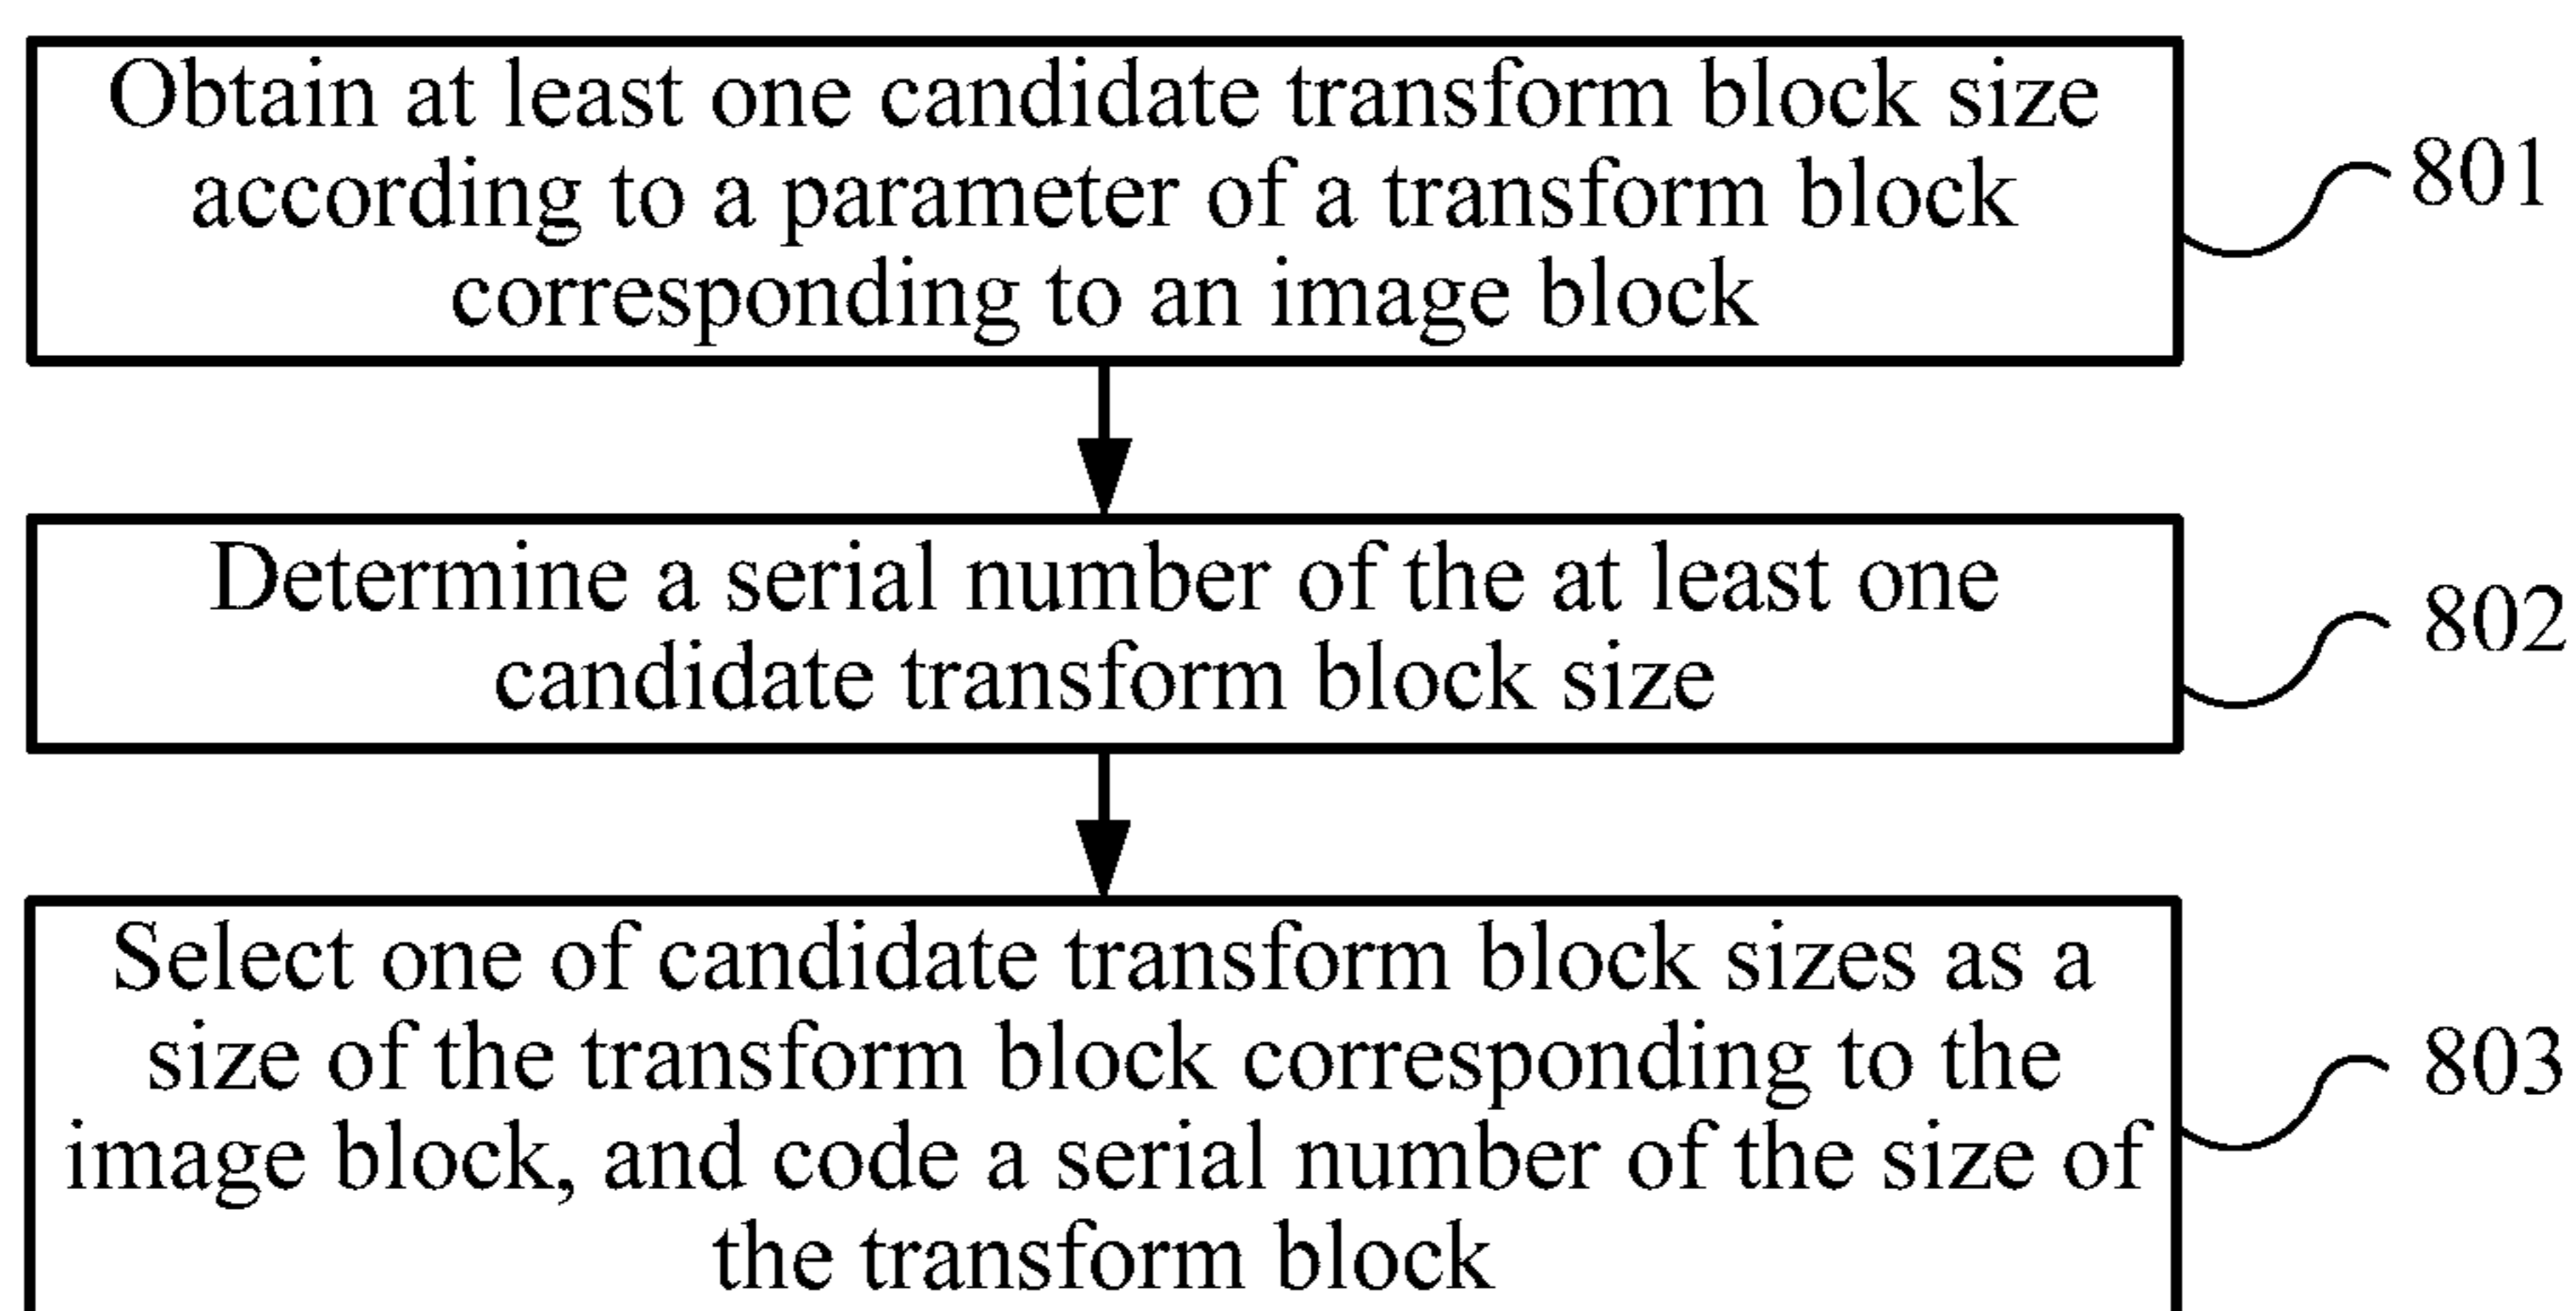 Obtain at least one candidate transform block size
according to a parameter of a transform block
corresponding to an image block
801
Determine a serial number of the at least one
candidate transform block size
802
Select one of candidate transform block sizes as a
size of the transform block corresponding to the
image block, and code a serial number of the size of
the transform block
803